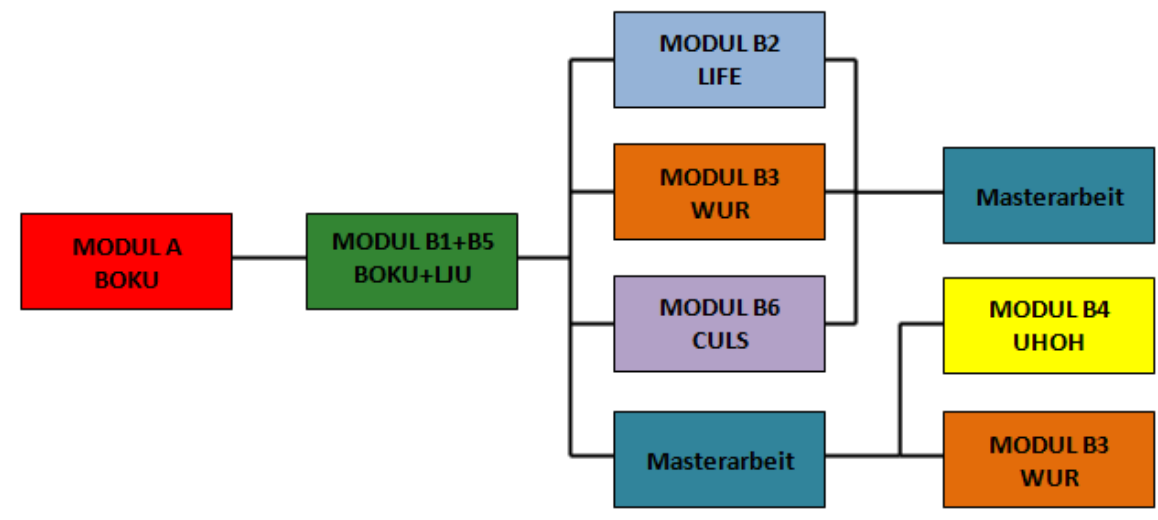 MODUL A
BOKU
MODUL B1+B5
BOKU+LJU
MODUL B2
LIFE
MODUL B3
WUR
MODUL B6
CULS
Masterarbeit
Masterarbeit
MODUL B4
UHOH
MODUL B3
WUR